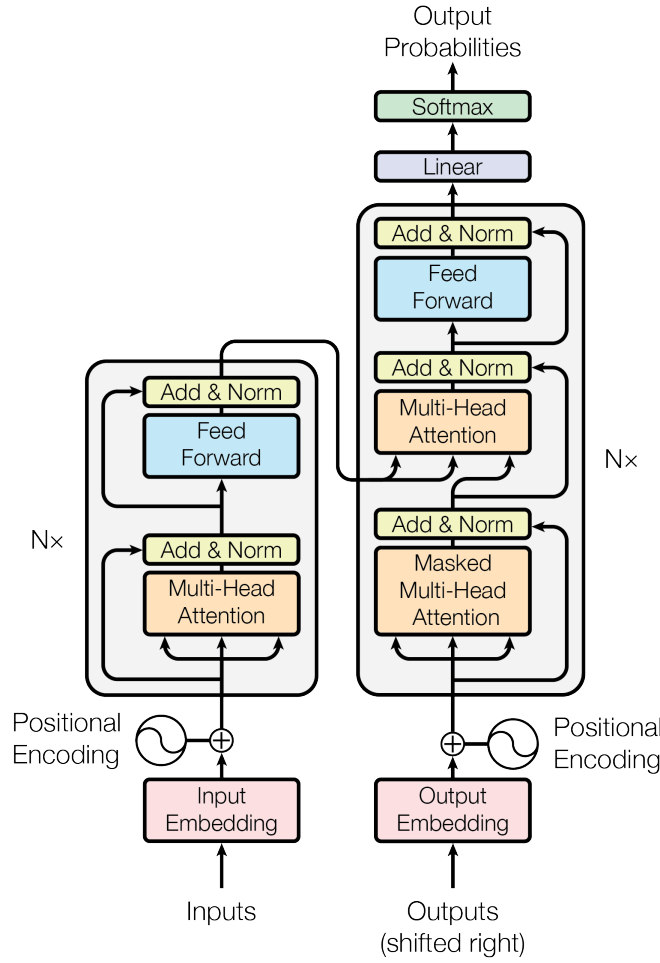 Output
Probabilities
Softmax
Linear
Add & Norm
Feed
Forward
Add & Norm
Multi-Head
Attention
Add & Norm
Masked
Multi-Head
Attention
N×
Add & Norm
Feed
Forward
Add & Norm
Multi-Head
Attention
N×
Positional
Encoding
Positional
Encoding
Input
Embedding
Output
Embedding
Inputs
Outputs
(shifted right)